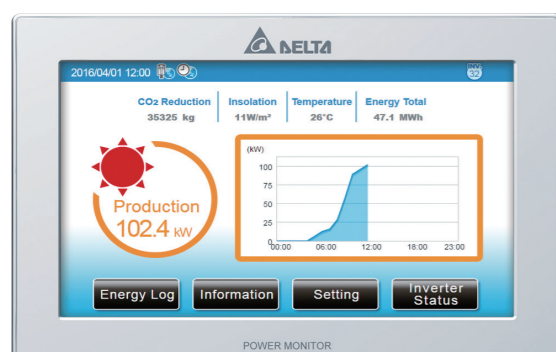 DELTA
2016/04/01 12:00
INV
32
CO2 Reduction Insolation Temperature Energy Total
35325 kg 11W/m² 26°C 47.1 MWh
(kW)
100
75
50
25
0
00:00 06:00 12:00 18:00 23:00
Production
102.4 kW
Energy Log Information Setting Inverter Status
POWER MONITOR